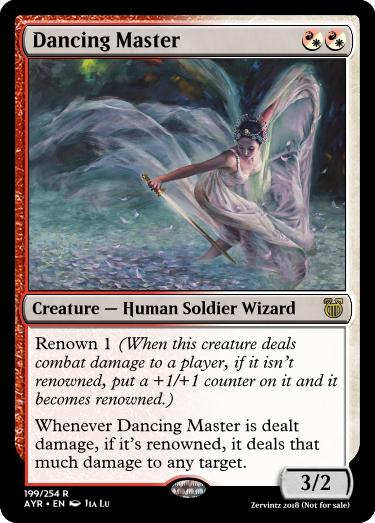 Dancing Master
Creature — Human Soldier Wizard
Renown 1 (When this creature deals
combat damage to a player, if it isn't
renowned, put a +1/+1 counter on it and it
becomes renowned.)
Whenever Dancing Master is dealt
damage, if it's renowned, it deals that
much damage to any target.
3/2
199/254 R
AYR • EN Jia Lu
Zervintz 2018 (Not for sale)